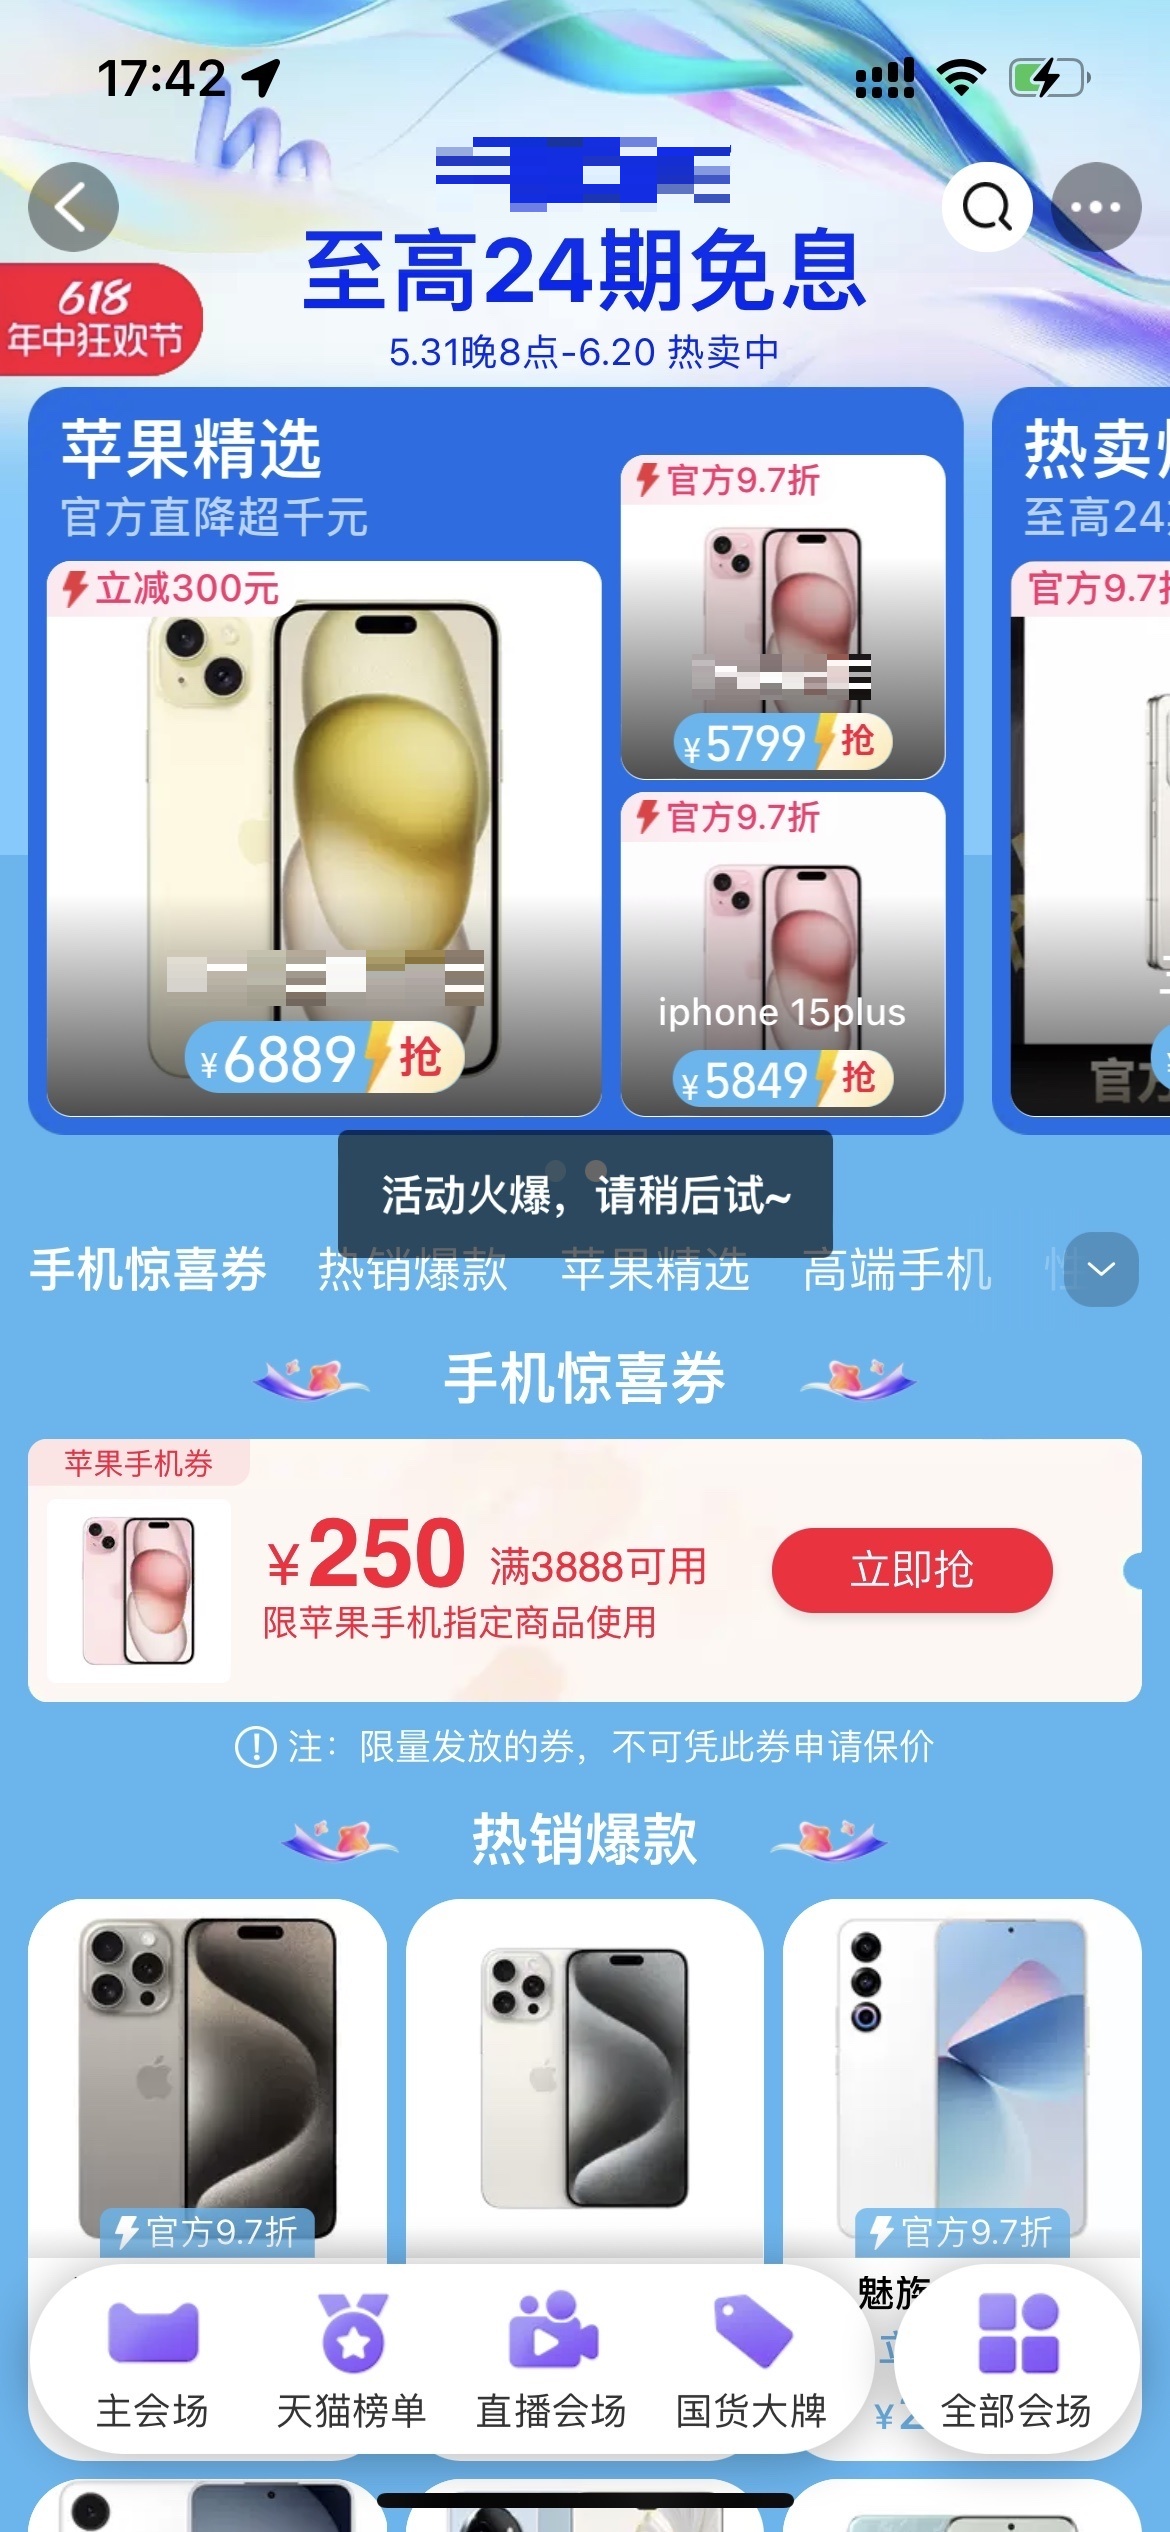 17:42
至高24期免息
618
年中狂欢节
5.31晚8点-6.20 热卖中
苹果精选
官方直降超千元
立减300元
¥6889 抢
官方9.7折
¥5799 抢
官方9.7折
iphone 15plus
¥5849 抢
热卖
至高24
官方9.7折
官方
活动火爆，请稍后试~
手机惊喜券 热销爆款 苹果精选 高端手机 性
手机惊喜券
苹果手机券
¥250 满3888可用
限苹果手机指定商品使用
立即抢
注：限量发放的券，不可凭此券申请保价
热销爆款
官方9.7折
官方9.7折
魅族
立
¥2
主会场 天猫榜单 直播会场 国货大牌 全部会场